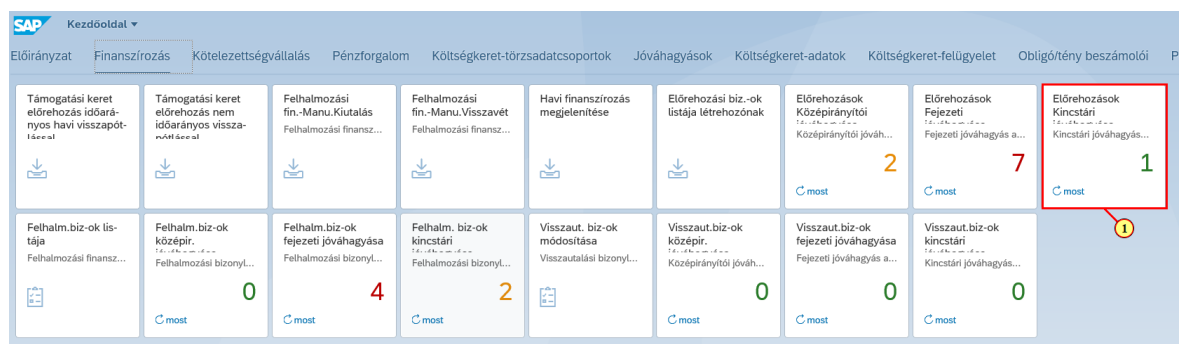 SAP Kezdőoldal
Előirányzat Finanszírozás Kötelezettségvállalás Pénzforgalom Költségkeret-törzsadatcsoportok Jóváhagyások Költségkeret-adatok Költségkeret-felügyelet Obligó/tény beszámolói P
Támogatási keret
előrehozás időará-
nyos havi visszapót-
lással
Támogatási keret
előrehozás nem
időarányos vissza-
pótlással
Felhalmozási
fin.-Manu.Kiutalás
Felhalmozási finansz...
Felhalmozási
fin.-Manu.Visszavét
Felhalmozási finansz...
Havi finanszírozás
megjelenítése
Előrehozási biz.-ok
listája létrehozónak
Előrehozások
Középirányítói
jóváhagyása
Középirányítói jóváh...
2
most
Előrehozások
Fejezeti
jóváhagyása
Fejezeti jóváhagyás a...
7
most
Előrehozások
Kincstári
jóváhagyása
Kincstári jóváhagyás...
1
most
1
Felhalm.biz-ok lis-
tája
Felhalmozási finansz...
Felhalm.biz-ok
középir.
jóváhagyása
Felhalmozási bizonyl...
0
most
Felhalm.biz-ok
fejezeti jóváhagyása
Felhalmozási bizonyl...
4
most
Felhalm. biz-ok
kincstári
jóváhagyása
Felhalmozási bizonyl...
2
most
Visszaut. biz-ok
módosítása
Visszautalási bizonyl...
Visszaut.biz-ok
középir.
jóváhagyása
Középirányítói jóváh...
0
most
Visszaut.biz-ok
fejezeti jóváhagyása
Fejezeti jóváhagyás a...
0
most
Visszaut.biz-ok
kincstári
jóváhagyása
Kincstári jóváhagyás...
0
most